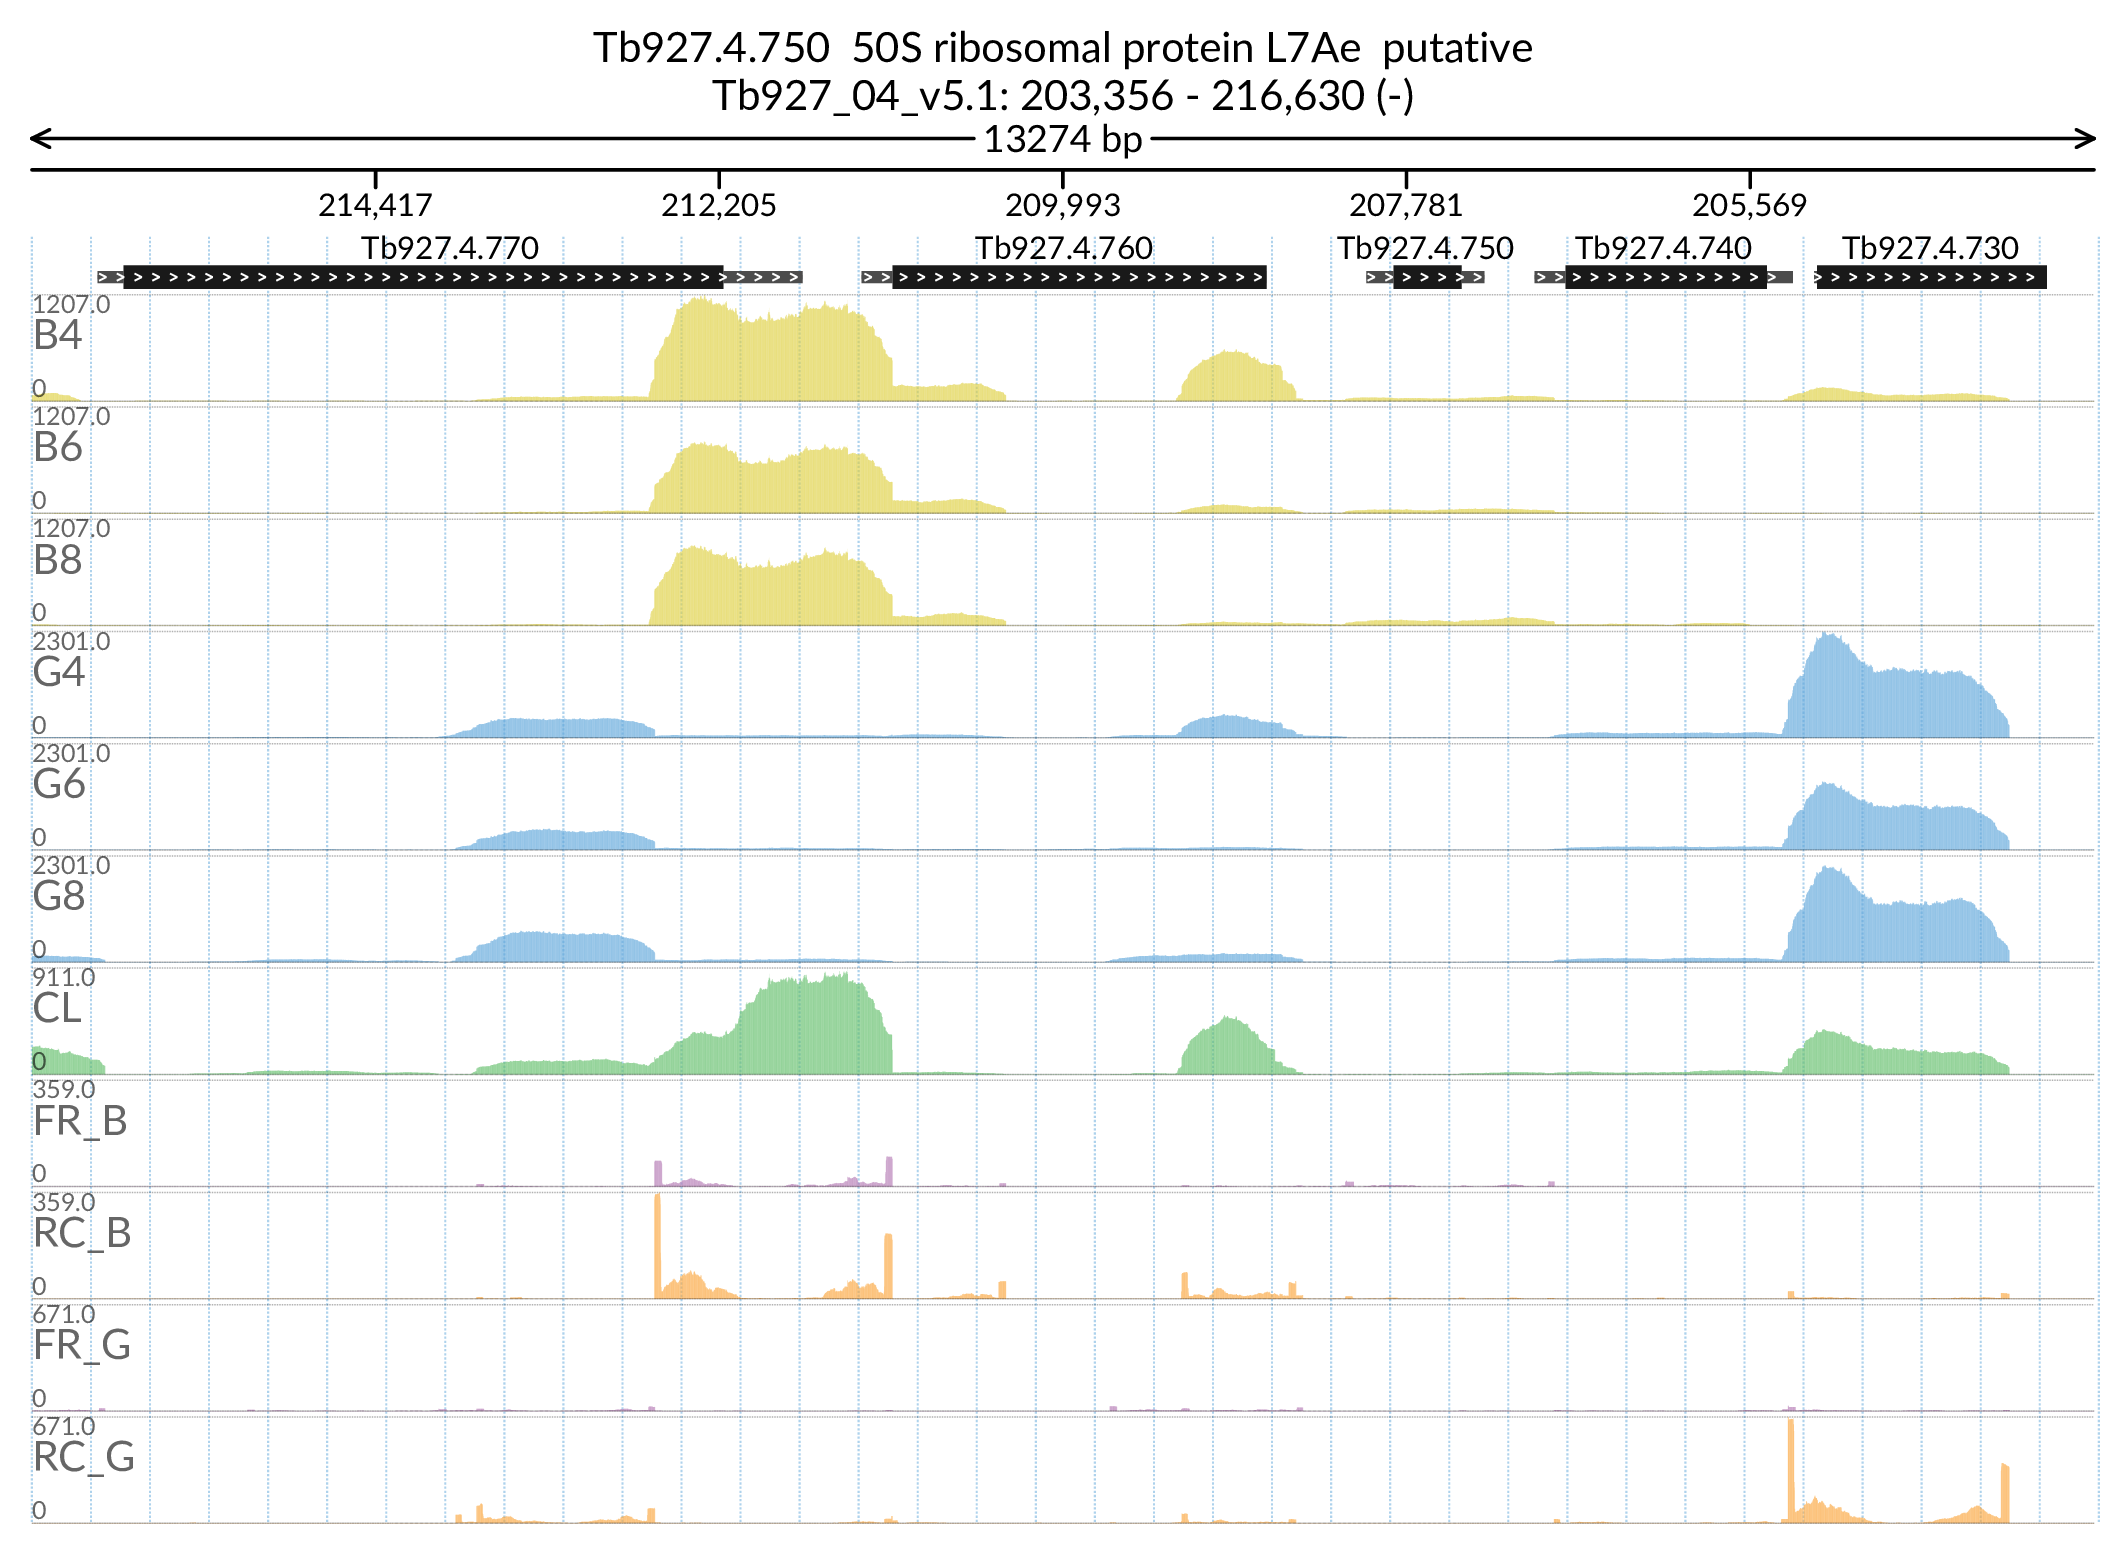 Tb927.4.750  50S ribosomal protein L7Ae  putative
Tb927_04_v5.1: 203,356 - 216,630 (-)
13274 bp
214,417 212,205 209,993 207,781 205,569
Tb927.4.770 Tb927.4.760 Tb927.4.750 Tb927.4.740 Tb927.4.730
1207.0
B4
0
1207.0
B6
0
1207.0
B8
0
2301.0
G4
0
2301.0
G6
0
2301.0
G8
0
911.0
CL
0
359.0
FR_B
0
359.0
RC_B
0
671.0
FR_G
0
671.0
RC_G
0